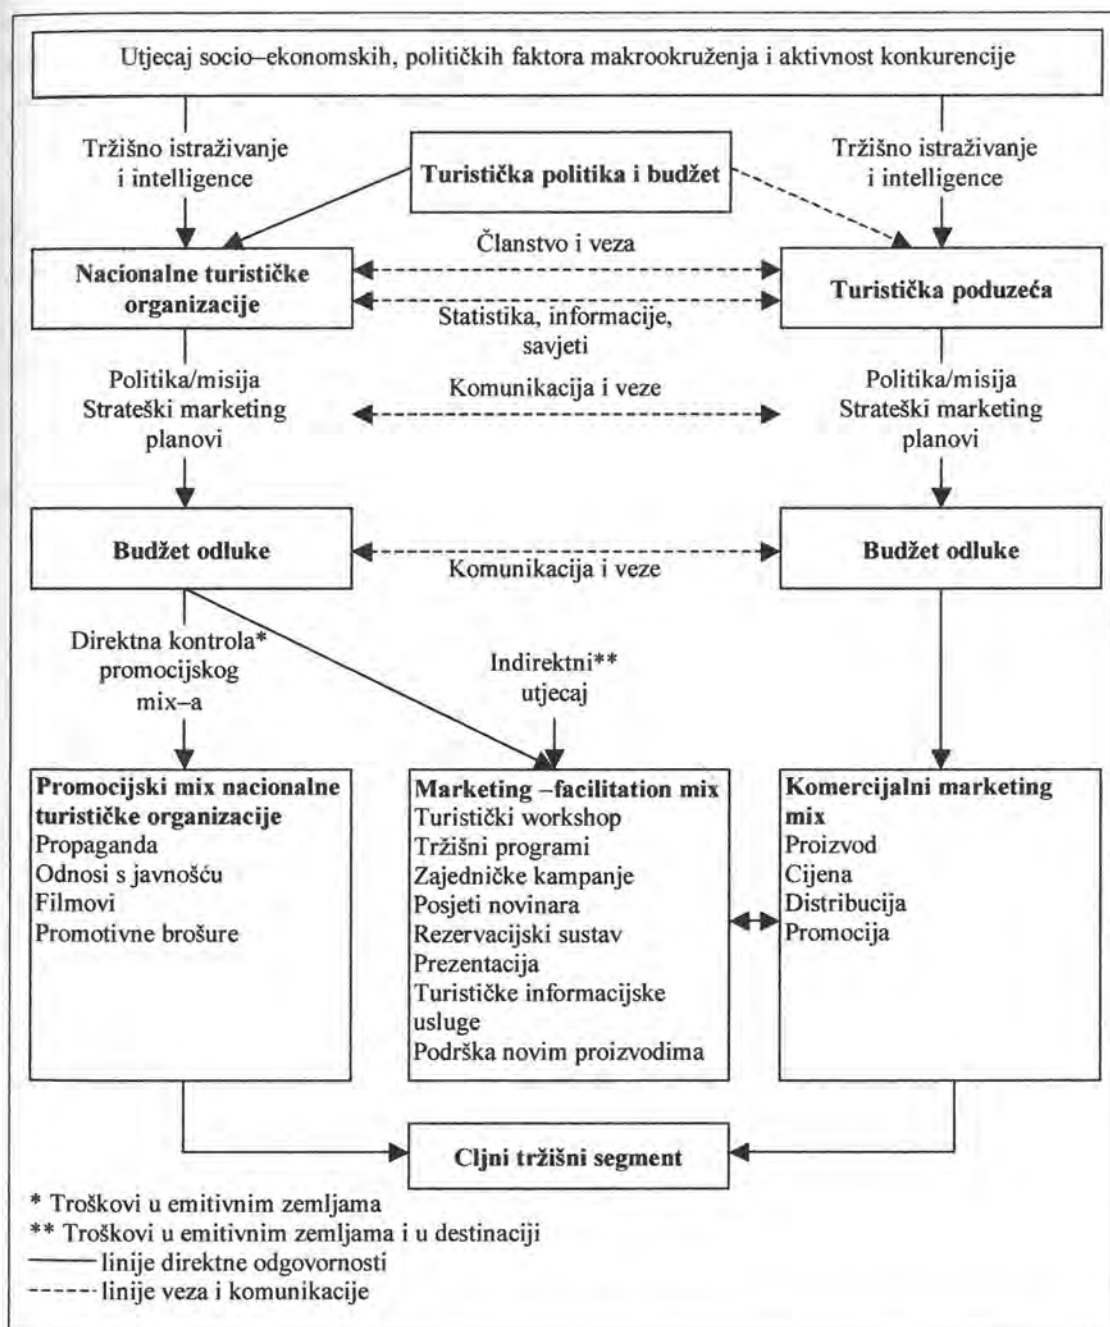 Utjecaj socio–ekonomskih, političkih faktora makrookruženja i aktivnost konkurencije
Tržišno istraživanje
i intelligence
Turistička politika i budžet
Tržišno istraživanje
i intelligence
Nacionalne turističke
organizacije
Članstvo i veza
Statistika, informacije,
savjeti
Turistička poduzeća
Politika/misija
Strateški marketing
planovi
Komunikacija i veze
Politika/misija
Strateški marketing
planovi
Budžet odluke
Komunikacija i veze
Budžet odluke
Direktna kontrola*
promocijskog
mix–a
Indirektni**
utjecaj
Promocijski mix nacionalne
turističke organizacije
Propaganda
Odnosi s javnošću
Filmovi
Promotivne brošure
Marketing –facilitation mix
Turistički workshop
Tržišni programi
Zajedničke kampanje
Posjeti novinara
Rezervacijski sustav
Prezentacija
Turističke informacijske
usluge
Podrška novim proizvodima
Komercijalni marketing
mix
Proizvod
Cijena
Distribucija
Promocija
Cljni tržišni segment
* Troškovi u emitivnim zemljama
** Troškovi u emitivnim zemljama i u destinaciji
linije direktne odgovornosti
linije veza i komunikacije